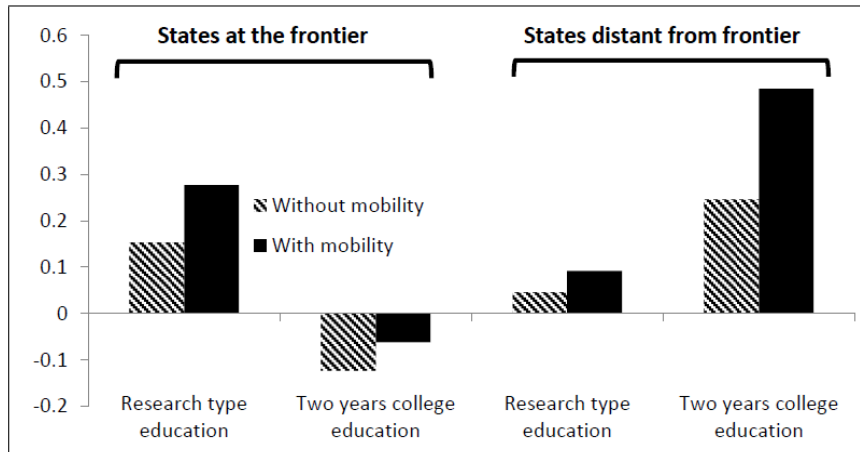 States at the frontier
States distant from frontier
0.6
0.5
0.4
0.3
0.2
0.1
0
-0.1
-0.2
Without mobility
With mobility
Research type education
Two years college education
Research type education
Two years college education